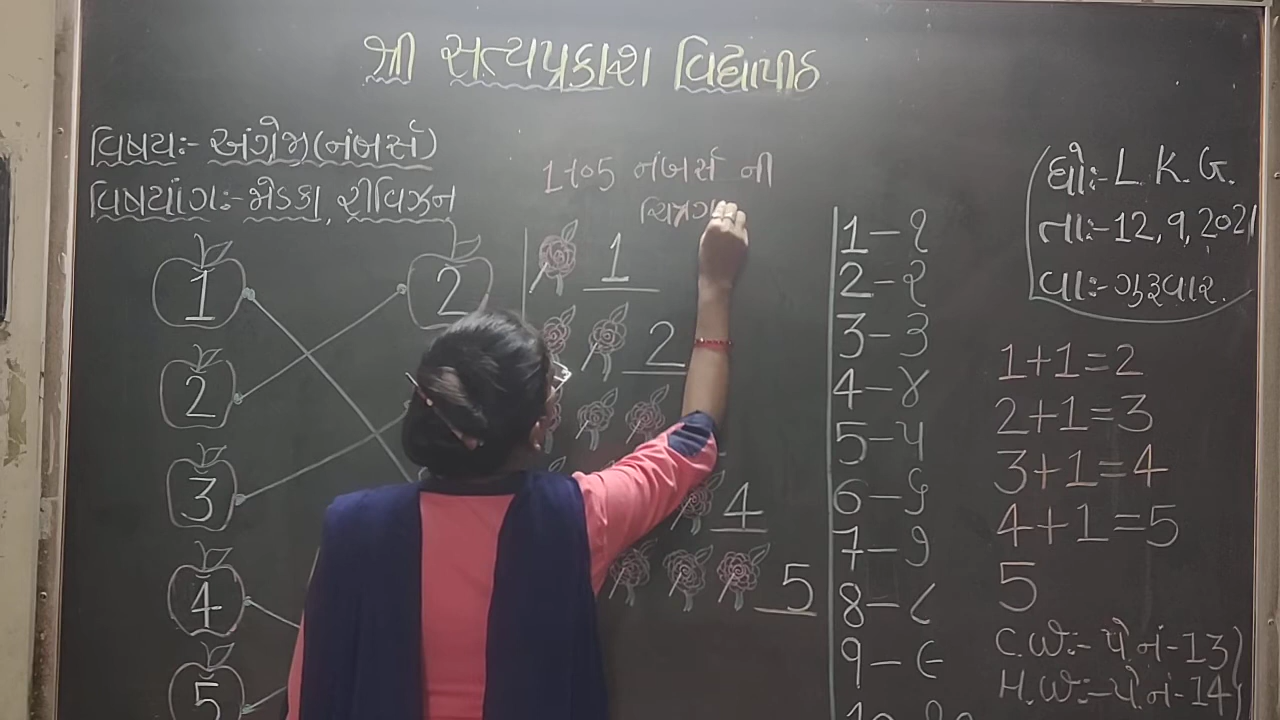 શ્રી સત્યપ્રકાશ વિદ્યાપીઠ
વિષયઃ- અંગ્રેજી(નંબર્સ)
વિષયાંગઃ- જોડકા, રીવિઝન
1
2
2
3
4
5
1 to 5 નંબર્સ ની
1
2
4
5
1-૧
2-૨
3-૩
4-૪
5-૫
6-૬
7-૭
8-૮
9-૯
10-૧૦
ધોઃ- L. K. G.
તાઃ- 12, 9, 2021
વાઃ- ગુરૂવાર.
1+1=2
2+1=3
3+1=4
4+1=5
5
C.W:- પે નં-13)
H.W:- પે નં-14)